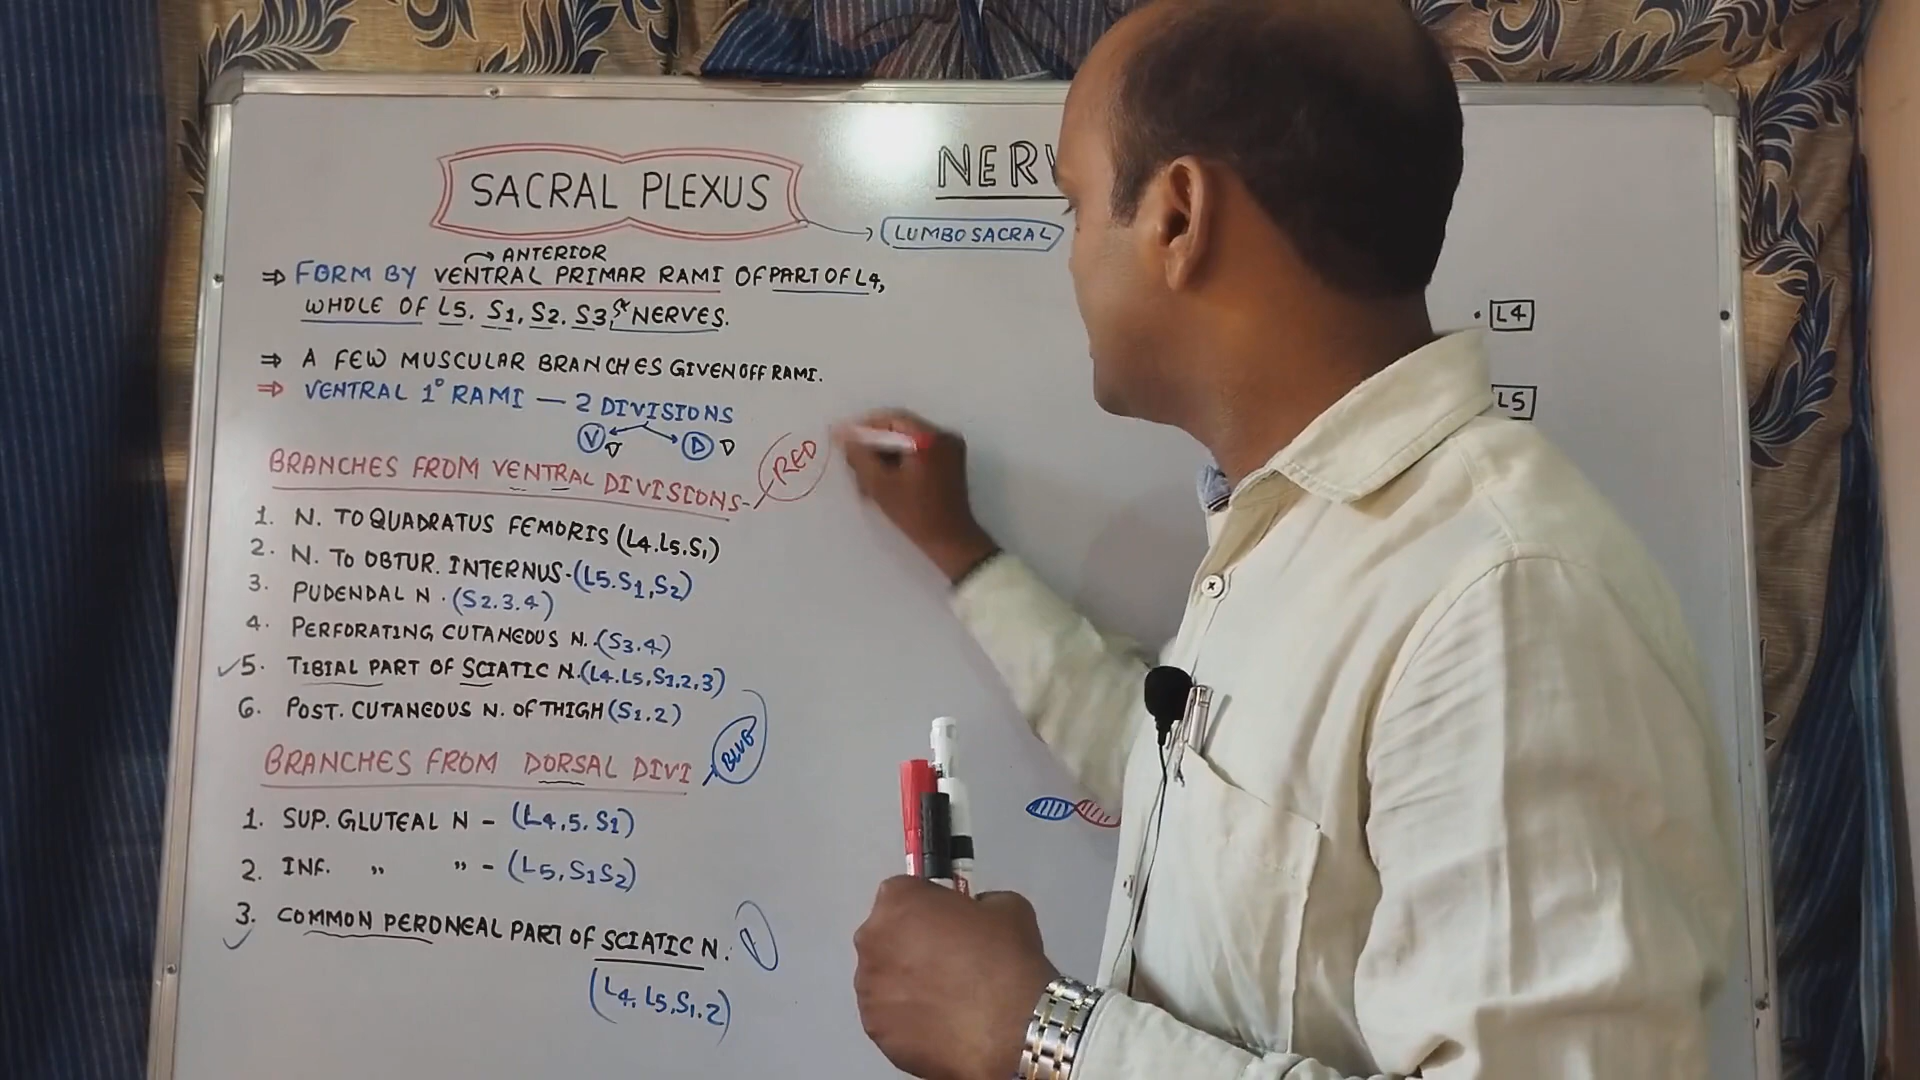 SACRAL PLEXUS
NERV
LUMBOSACRAL
ANTERIOR
⇒ FORM BY VENTRAL PRIMAR RAMI OF PART OF L4,
WHOLE OF L5, S1, S2, S3, & NERVES.
⇒ A FEW MUSCULAR BRANCHES GIVEN OFF RAMI.
⇒ VENTRAL 1° RAMI — 2 DIVISIONS
V D
BRANCHES FROM VENTRAL DIVISIONS-
RED
1. N. TO QUADRATUS FEMORIS (L4.L5.S1)
2. N. TO OBTUR. INTERNUS-(L5.S1,S2)
3. PUDENDAL N.(S2.3.4)
4. PERFORATING CUTANEOUS N.(S3.4)
✓5. TIBIAL PART OF SCIATIC N.(L4.L5,S1,2,3)
6. POST. CUTANEOUS N. OF THIGH (S1.2)
BRANCHES FROM DORSAL DIVI
BLUE
1. SUP. GLUTEAL N - (L4,5,S1)
2. INF. ,, ,, - (L5,S1S2)
3. COMMON PERONEAL PART OF SCIATIC N.
(L4, L5,S1.2)
L4
L5